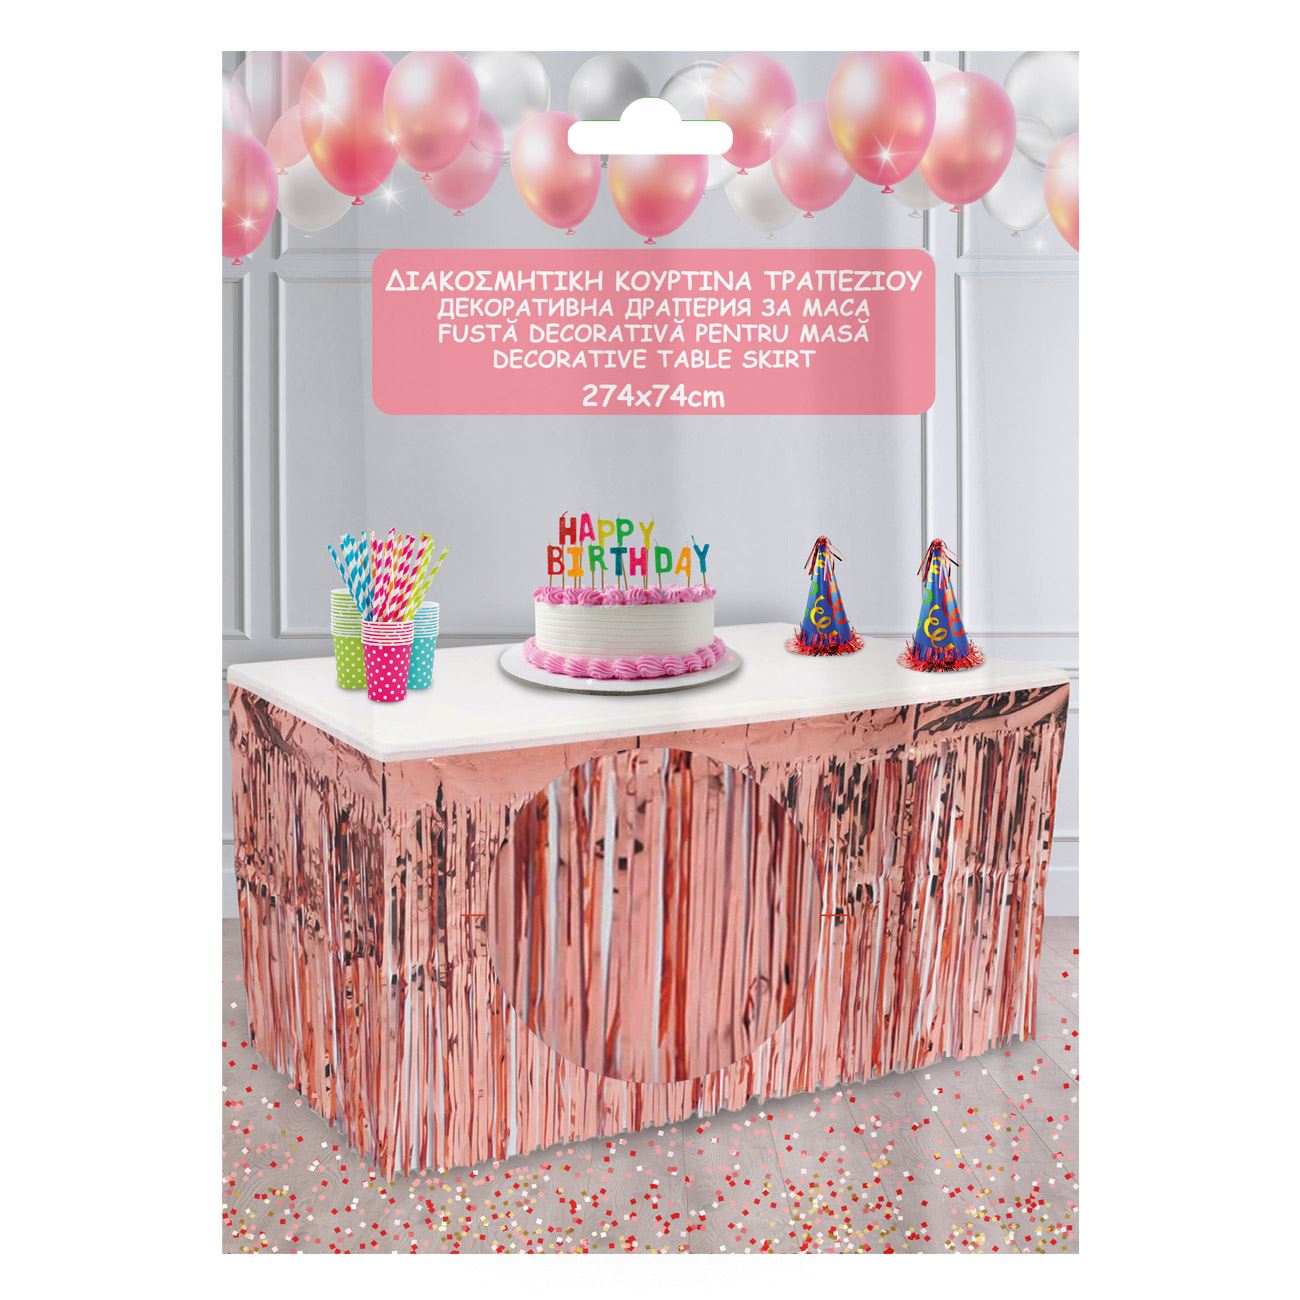 ΔΙΑΚΟΣΜΗΤΙΚΗ ΚΟΥΡΤΙΝΑ ΤΡΑΠΕΖΙΟΥ
ДЕКОРАТИВНА ДРАПЕРИЯ ЗА МАСА
FUSTĂ DECORATIVĂ PENTRU MASĂ
DECORATIVE TABLE SKIRT
274x74cm
HAPPY
BIRTHDAY